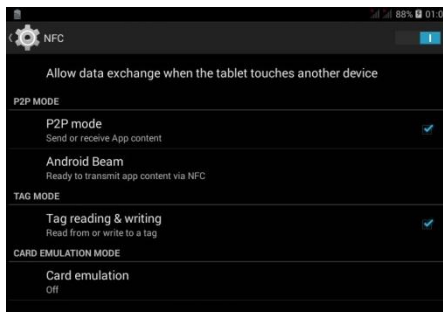 88% 01:0
NFC
Allow data exchange when the tablet touches another device
P2P MODE
P2P mode
Send or receive App content
Android Beam
Ready to transmit app content via NFC
TAG MODE
Tag reading & writing
Read from or write to a tag
CARD EMULATION MODE
Card emulation
Off